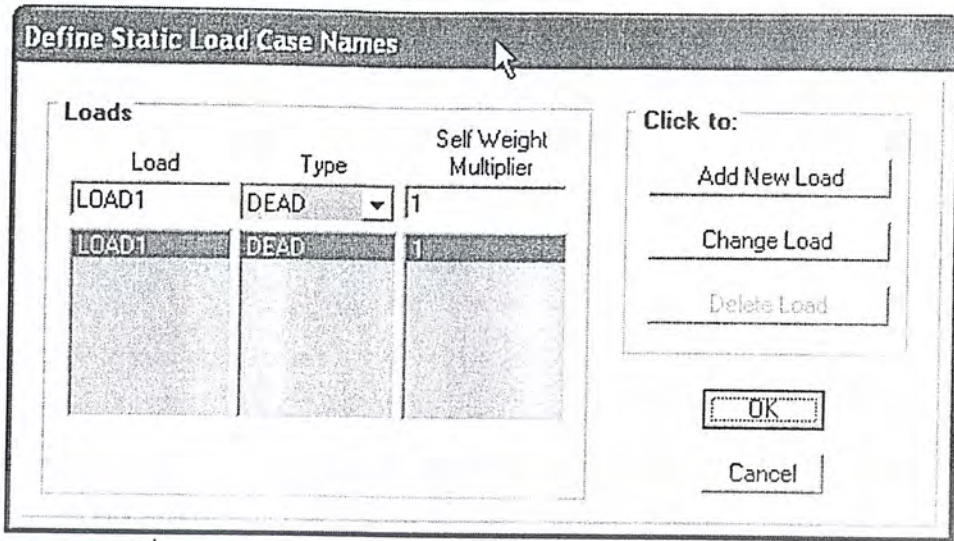 Define Static Load Case Names
Loads
Load Type Self Weight Multiplier
LOAD1 DEAD 1
LOAD1 DEAD 1
Click to:
Add New Load
Change Load
Delete Load
OK
Cancel